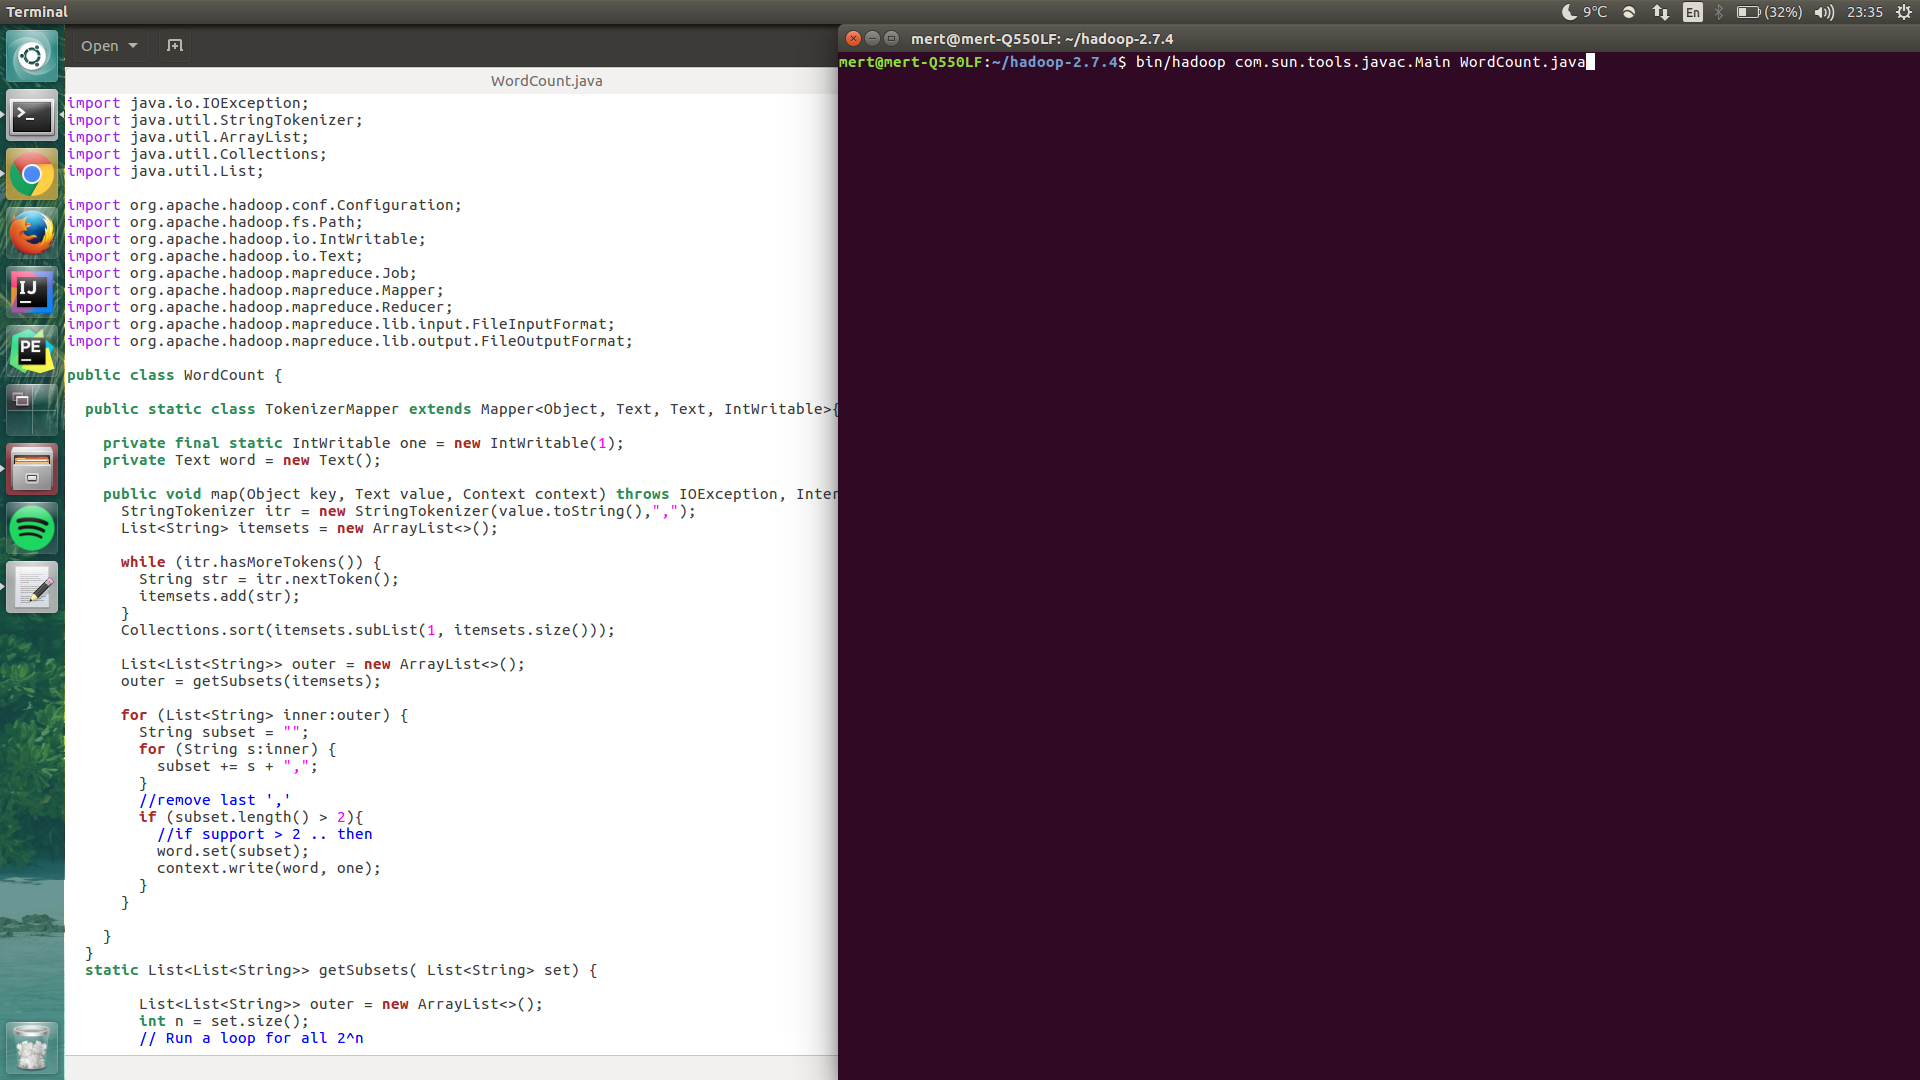 Terminal
9°C
En
(32%)
23:35
Open
WordCount.java
import java.io.IOException;
import java.util.StringTokenizer;
import java.util.ArrayList;
import java.util.Collections;
import java.util.List;
import org.apache.hadoop.conf.Configuration;
import org.apache.hadoop.fs.Path;
import org.apache.hadoop.io.IntWritable;
import org.apache.hadoop.io.Text;
import org.apache.hadoop.mapreduce.Job;
import org.apache.hadoop.mapreduce.Mapper;
import org.apache.hadoop.mapreduce.Reducer;
import org.apache.hadoop.mapreduce.lib.input.FileInputFormat;
import org.apache.hadoop.mapreduce.lib.output.FileOutputFormat;
public class WordCount {
public static class TokenizerMapper extends Mapper<Object, Text, Text, IntWritable>{
private final static IntWritable one = new IntWritable(1);
private Text word = new Text();
public void map(Object key, Text value, Context context) throws IOException, Inter
StringTokenizer itr = new StringTokenizer(value.toString(),",");
List<String> itemsets = new ArrayList<>();
while (itr.hasMoreTokens()) {
String str = itr.nextToken();
itemsets.add(str);
}
Collections.sort(itemsets.subList(1, itemsets.size()));
List<List<String>> outer = new ArrayList<>();
outer = getSubsets(itemsets);
for (List<String> inner:outer) {
String subset = "";
for (String s:inner) {
subset += s + ",";
}
//remove last ','
if (subset.length() > 2){
//if support > 2 .. then
word.set(subset);
context.write(word, one);
}
}
}
}
static List<List<String>> getSubsets( List<String> set) {
List<List<String>> outer = new ArrayList<>();
int n = set.size();
// Run a loop for all 2^n
mert@mert-Q550LF: ~/hadoop-2.7.4
mert@mert-Q550LF:~/hadoop-2.7.4$ bin/hadoop com.sun.tools.javac.Main WordCount.java
IJ
PE